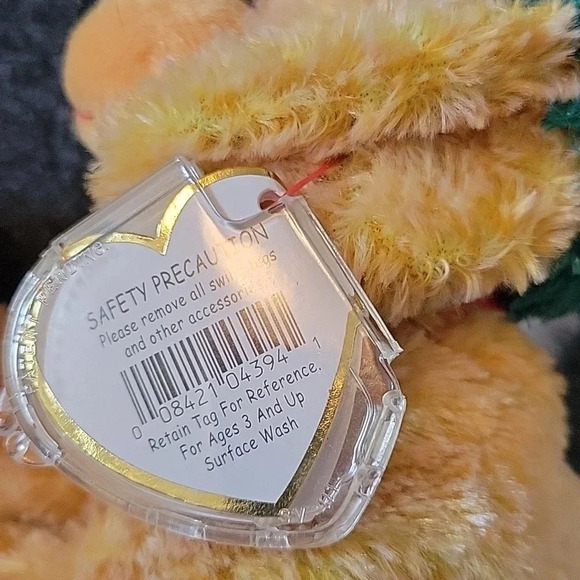 SAFETY PRECAUTION
Please remove all swing tags
and other accessories
0 08421 04394 1
Retain Tag For Reference.
For Ages 3 And Up
Surface Wash